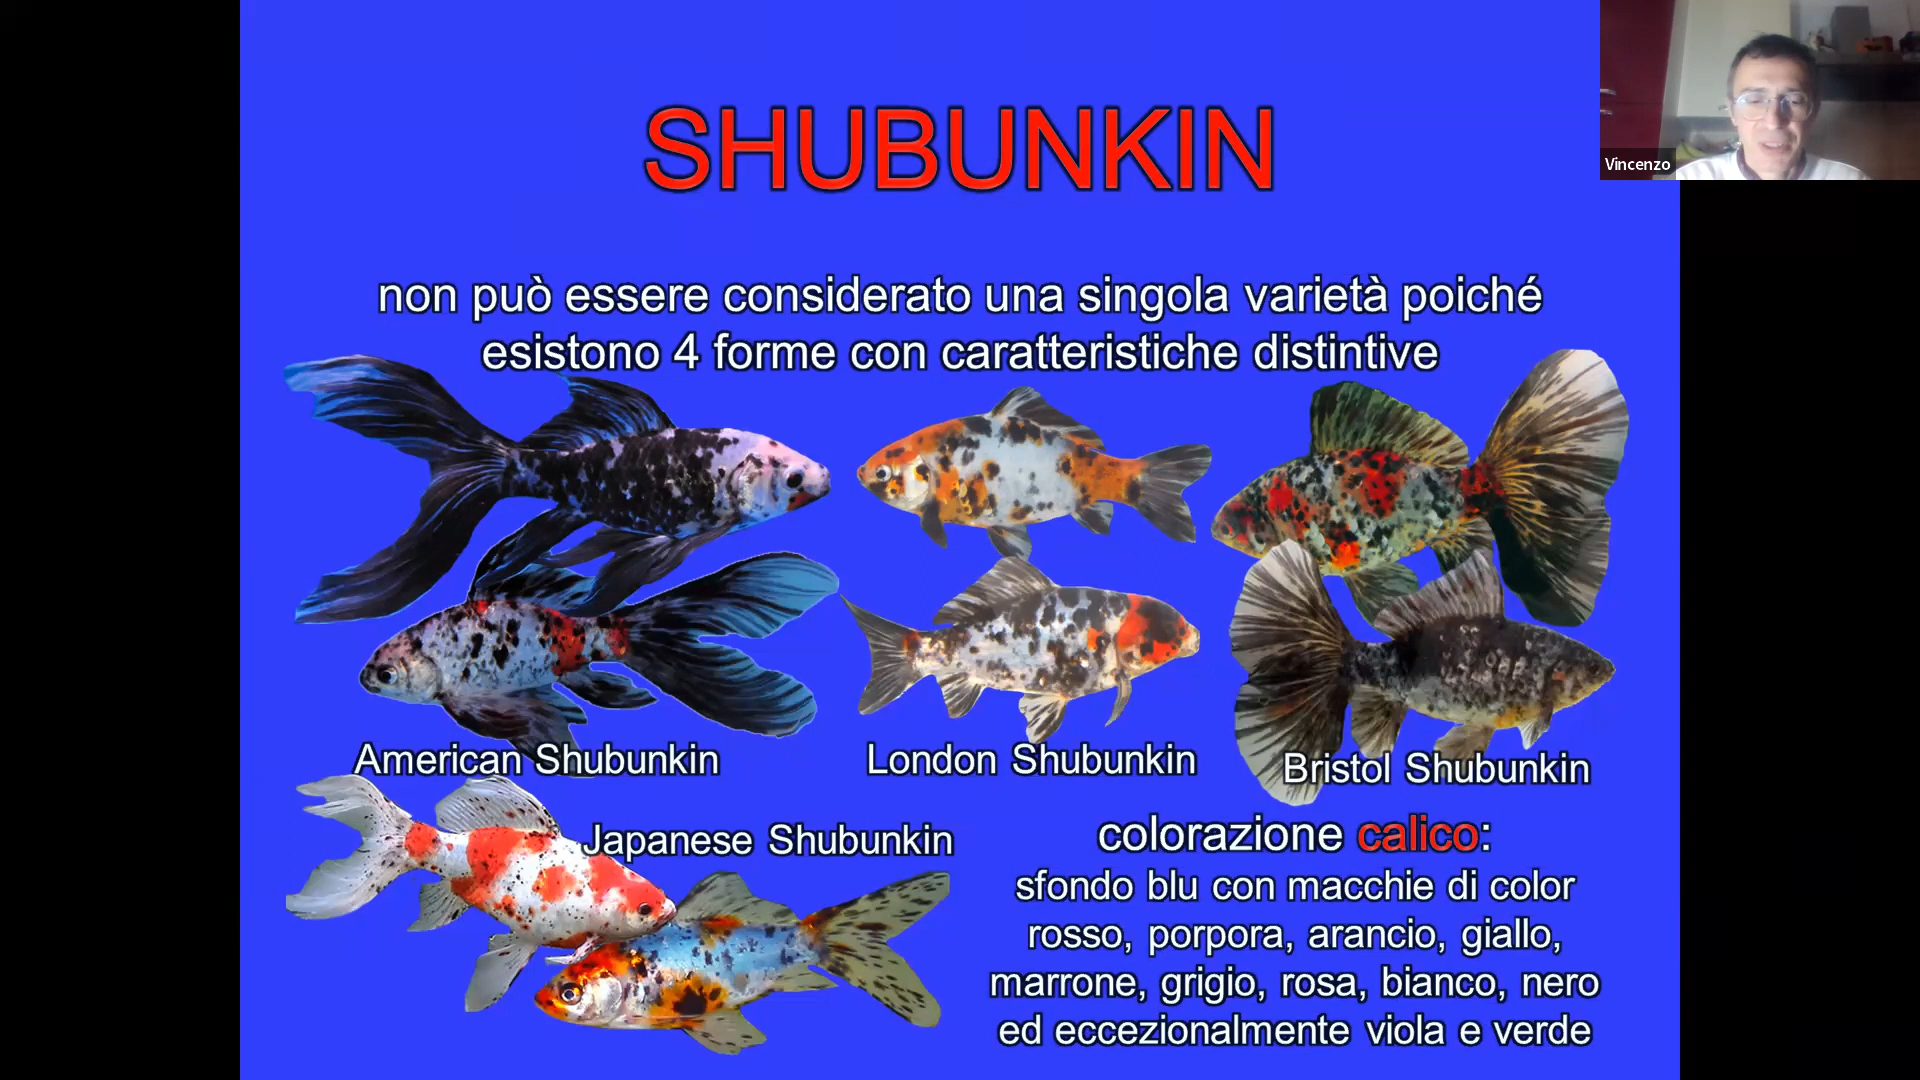 SHUBUNKIN
Vincenzo
non può essere considerato una singola varietà poiché
esistono 4 forme con caratteristiche distintive
American Shubunkin
London Shubunkin
Bristol Shubunkin
Japanese Shubunkin
colorazione calico:
sfondo blu con macchie di color
rosso, porpora, arancio, giallo,
marrone, grigio, rosa, bianco, nero
ed eccezionalmente viola e verde